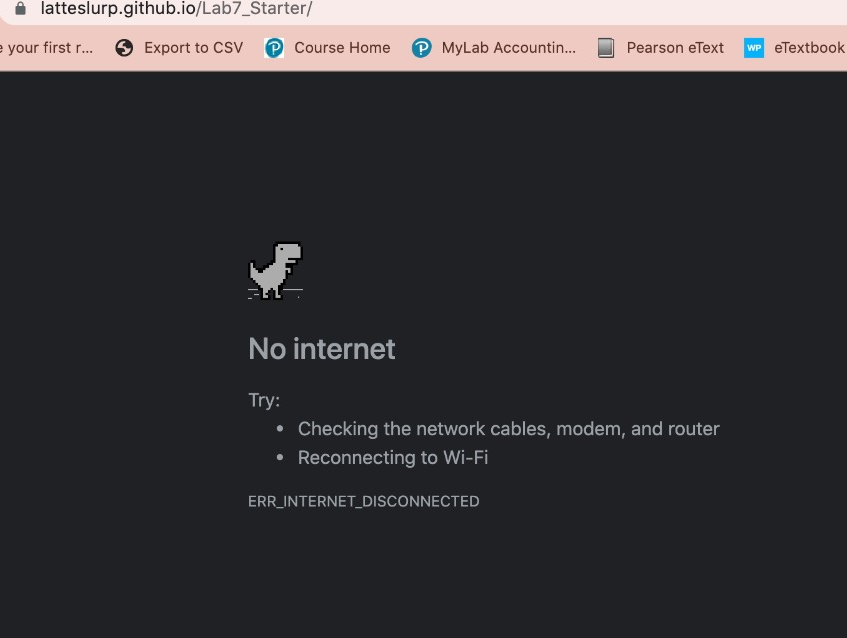 latteslurp.github.io/Lab7_Starter/
e your first r... Export to CSV Course Home MyLab Accountin... Pearson eText WP eTextbook
No internet
Try:
• Checking the network cables, modem, and router
• Reconnecting to Wi-Fi
ERR_INTERNET_DISCONNECTED